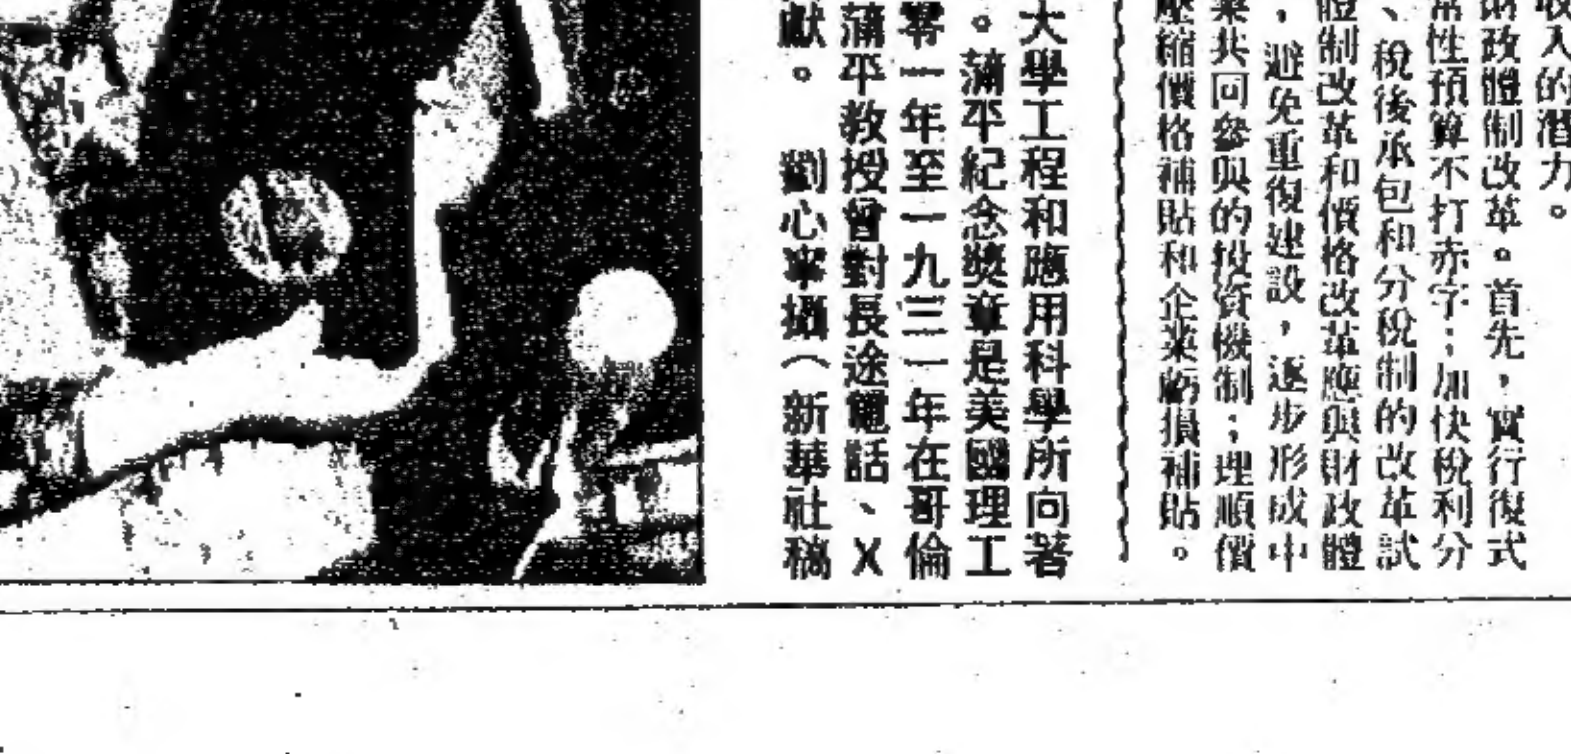 收入的潛力。
財政體制改革。首先，實行復式
常性預算不打赤字；加快稅利分
、稅後承包和分稅制的改革試
體制改革和價格改革應與財政體
，避免重復建設，逐步形成中
業共同參與的投資機制；理順價
壓縮價格補貼和企業虧損補貼。
大學工程和應用科學所向著
。蒲平紀念獎章是美國理工
零一年至一九三一年在哥倫
蒲平教授曾對長途電話、X
獻。　劉心寧攝（新華社稿